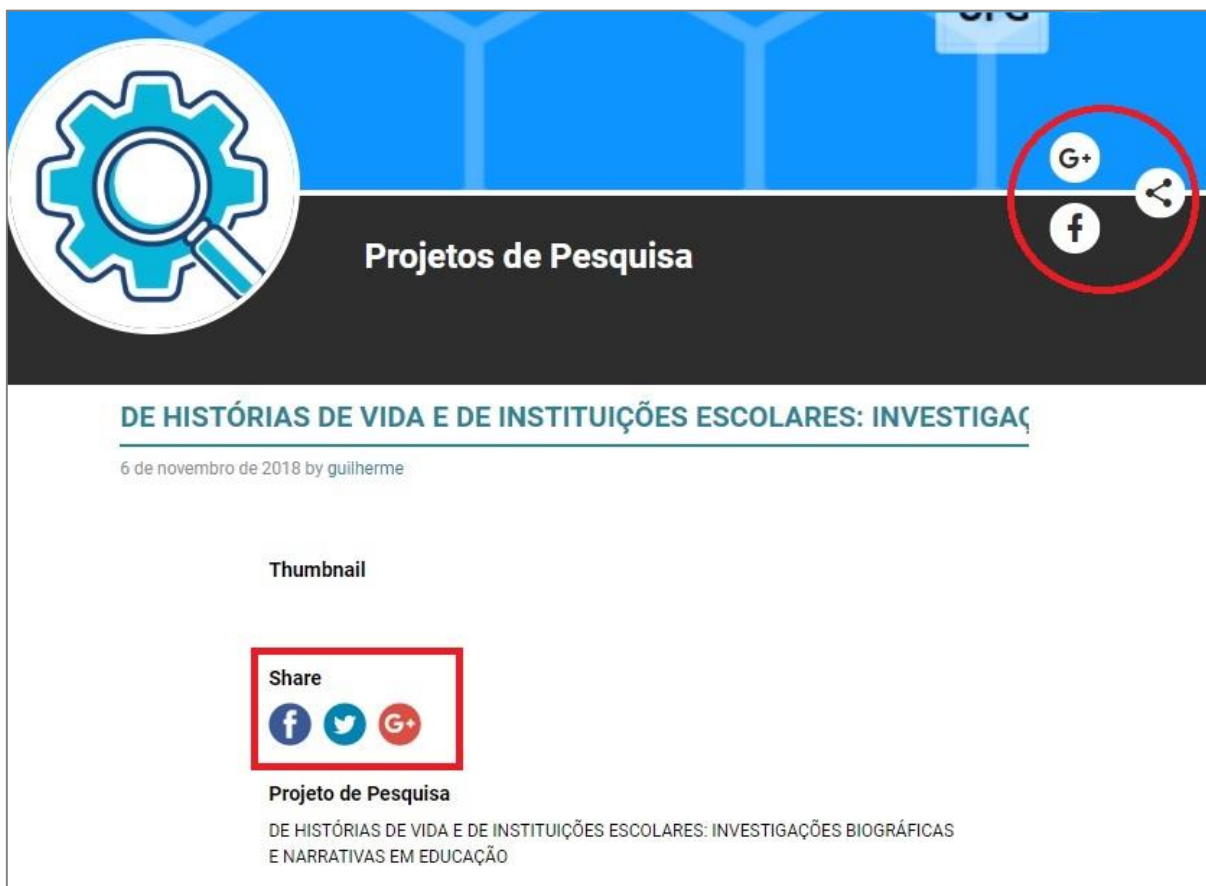 G+
f
Projetos de Pesquisa
DE HISTÓRIAS DE VIDA E DE INSTITUIÇÕES ESCOLARES: INVESTIGAÇ
6 de novembro de 2018 by guilherme
Thumbnail
Share
f G+
Projeto de Pesquisa
DE HISTÓRIAS DE VIDA E DE INSTITUIÇÕES ESCOLARES: INVESTIGAÇÕES BIOGRÁFICAS
E NARRATIVAS EM EDUCAÇÃO